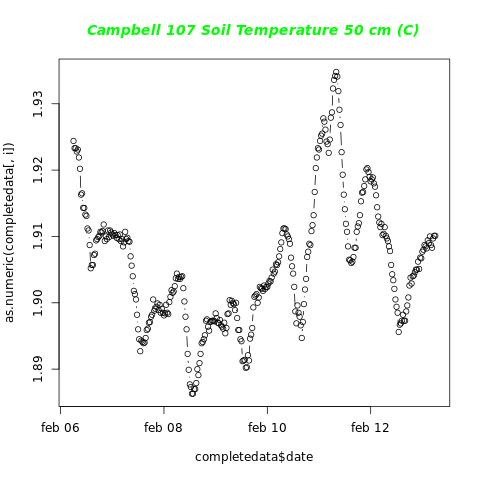 Campbell 107 Soil Temperature 50 cm (C)
as.numeric(completedata[, i])
1.93
1.92
1.91
1.90
1.89
feb 06 feb 08 feb 10 feb 12
completedata$date